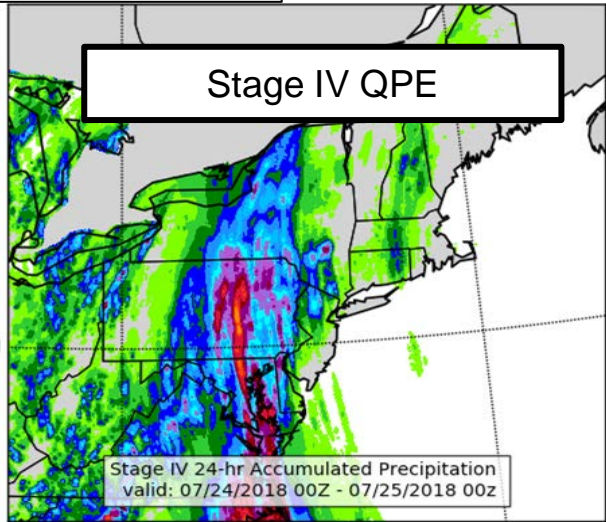 Stage IV QPE
Stage IV 24-hr Accumulated Precipitation
valid: 07/24/2018 00Z - 07/25/2018 00z